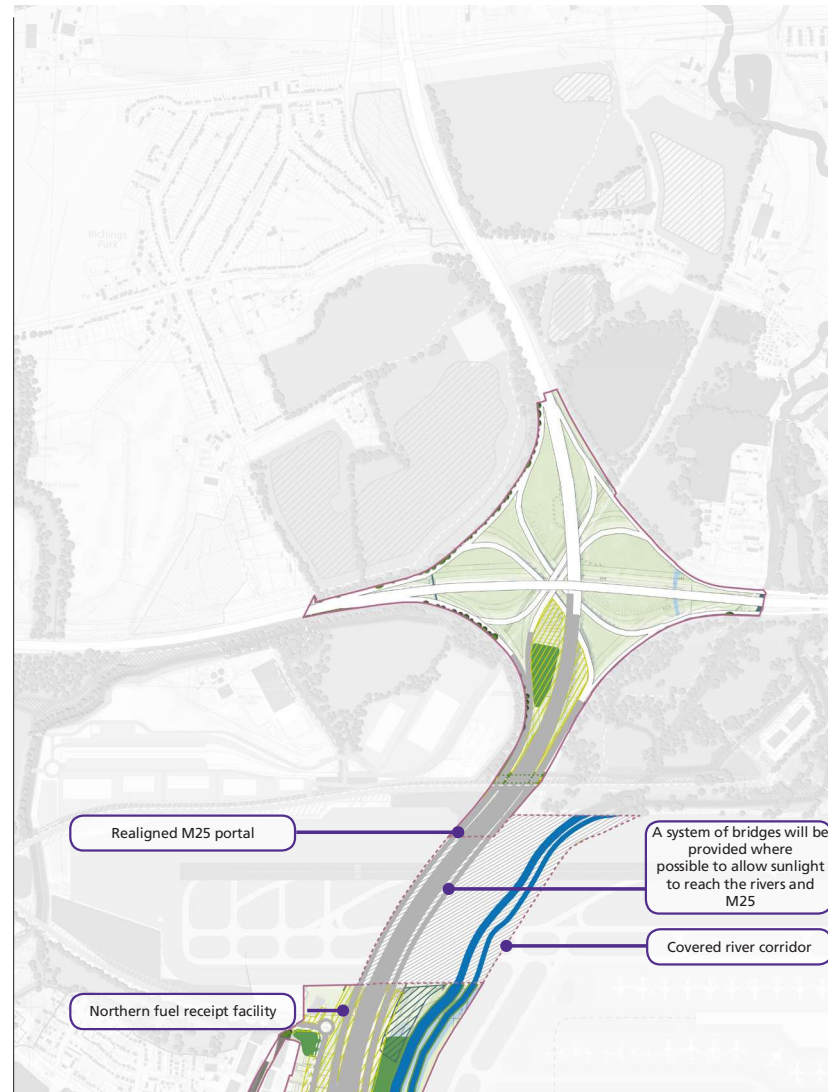 Richings
Park
Realigned M25 portal
A system of bridges will be
provided where
possible to allow sunlight
to reach the rivers and
M25
Covered river corridor
Northern fuel receipt facility